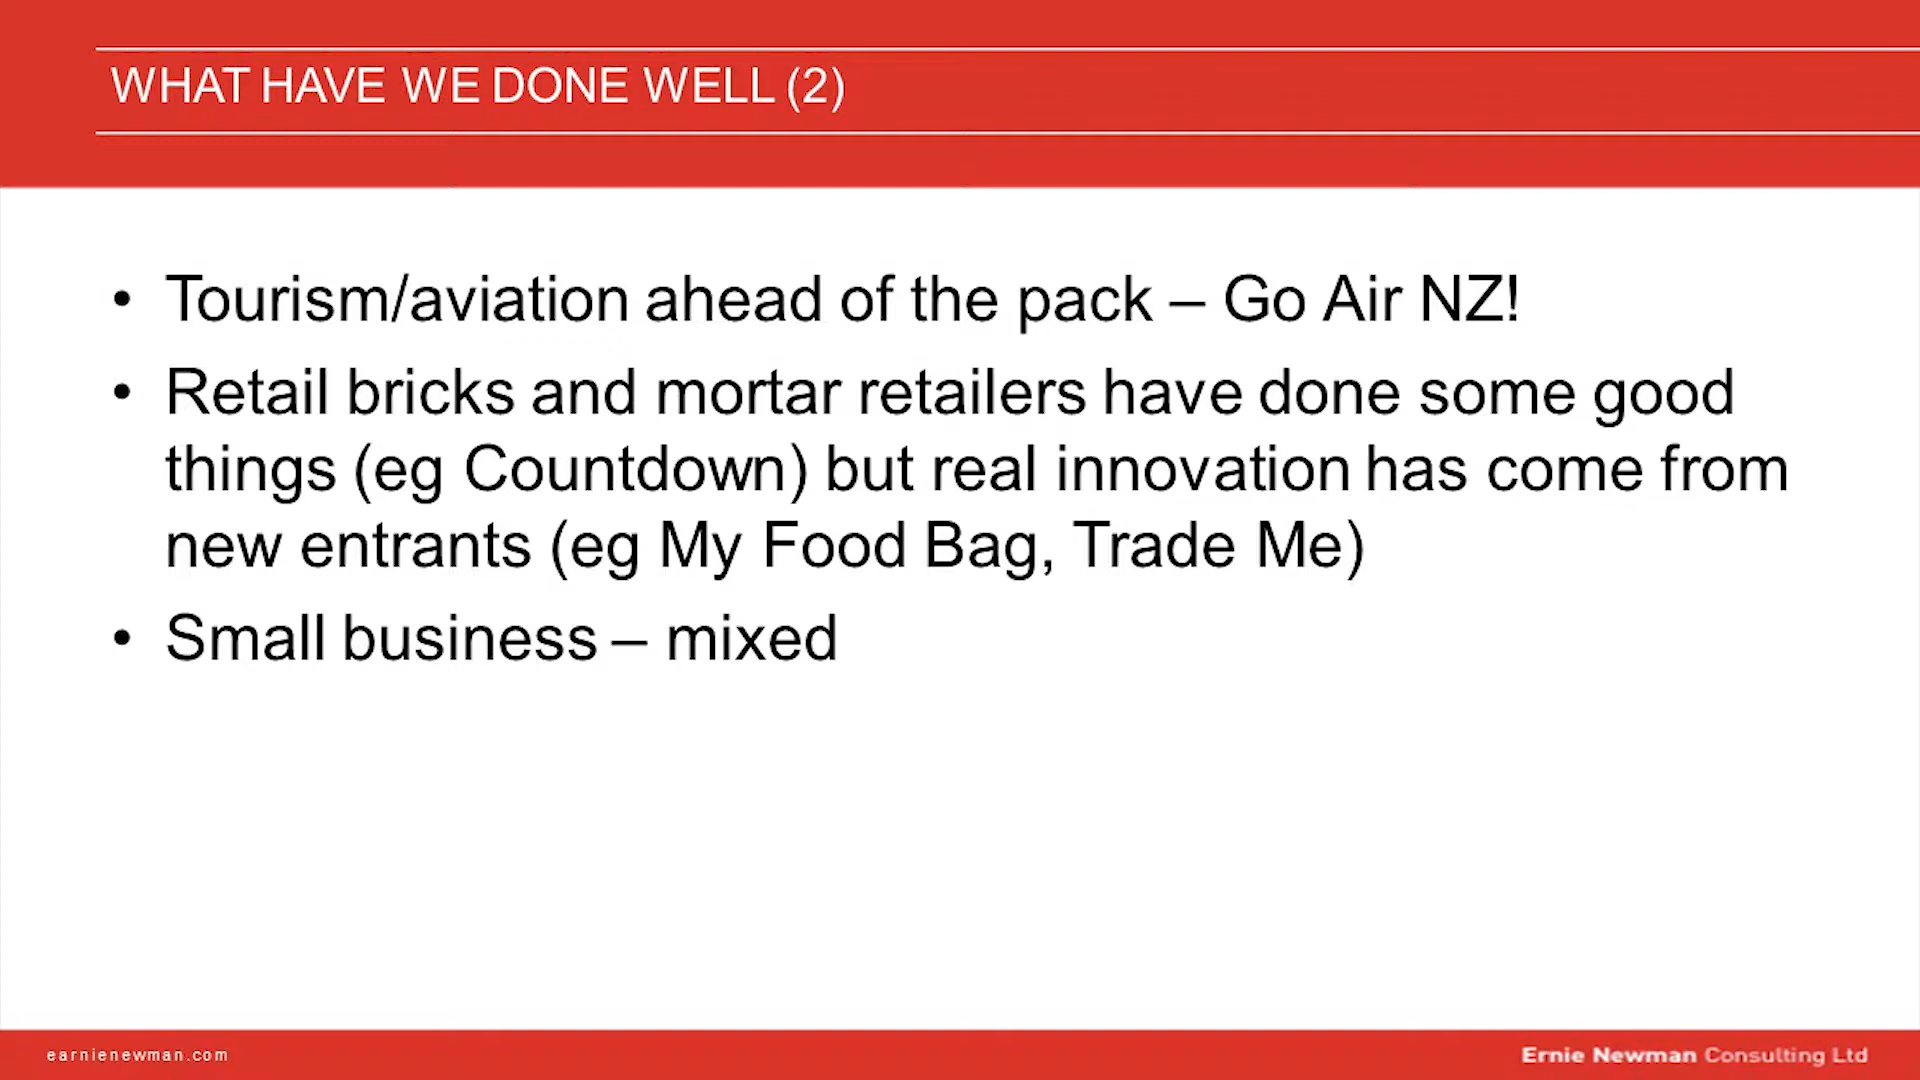 WHAT HAVE WE DONE WELL (2)
• Tourism/aviation ahead of the pack – Go Air NZ!
• Retail bricks and mortar retailers have done some good
things (eg Countdown) but real innovation has come from
new entrants (eg My Food Bag, Trade Me)
• Small business – mixed
earnienewman.com
Ernie Newman Consulting Ltd